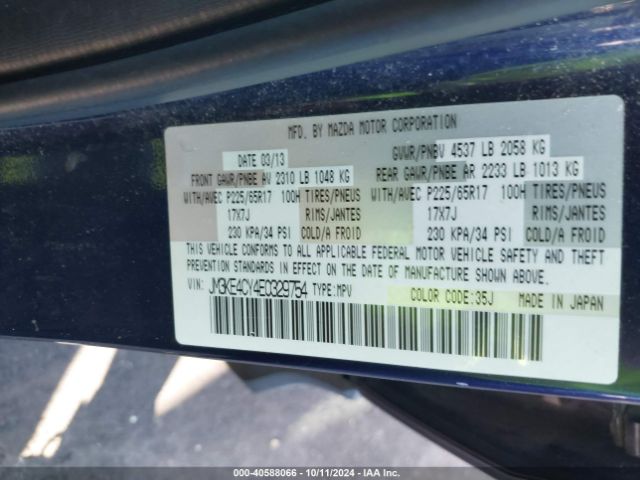 MFD. BY MAZDA MOTOR CORPORATION
DATE 03/13 GVWR/PNBV 4537 LB 2058 KG
FRONT GAWR/PNBE AV 2310 LB 1048 KG REAR GAWR/PNBE AR 2233 LB 1013 KG
WITH/AVEC P225/65R17 100H TIRES/PNEUS WITH/AVEC P225/65R17 100H TIRES/PNEUS
17X7J RIMS/JANTES 17X7J RIMS/JANTES
230 KPA/34 PSI COLD/A FROID 230 KPA/34 PSI COLD/A FROID
THIS VEHICLE CONFORMS TO ALL APPLICABLE FEDERAL MOTOR VEHICLE SAFETY AND THEFT
PREVENTION STANDARDS IN EFFECT ON THE DATE OF MANUFACTURE SHOWN ABOVE.
VIN: JM3KE4CY4E0329754 TYPE:MPV COLOR CODE:35J MADE IN JAPAN
000-40588066 - 10/11/2024 - IAA Inc.